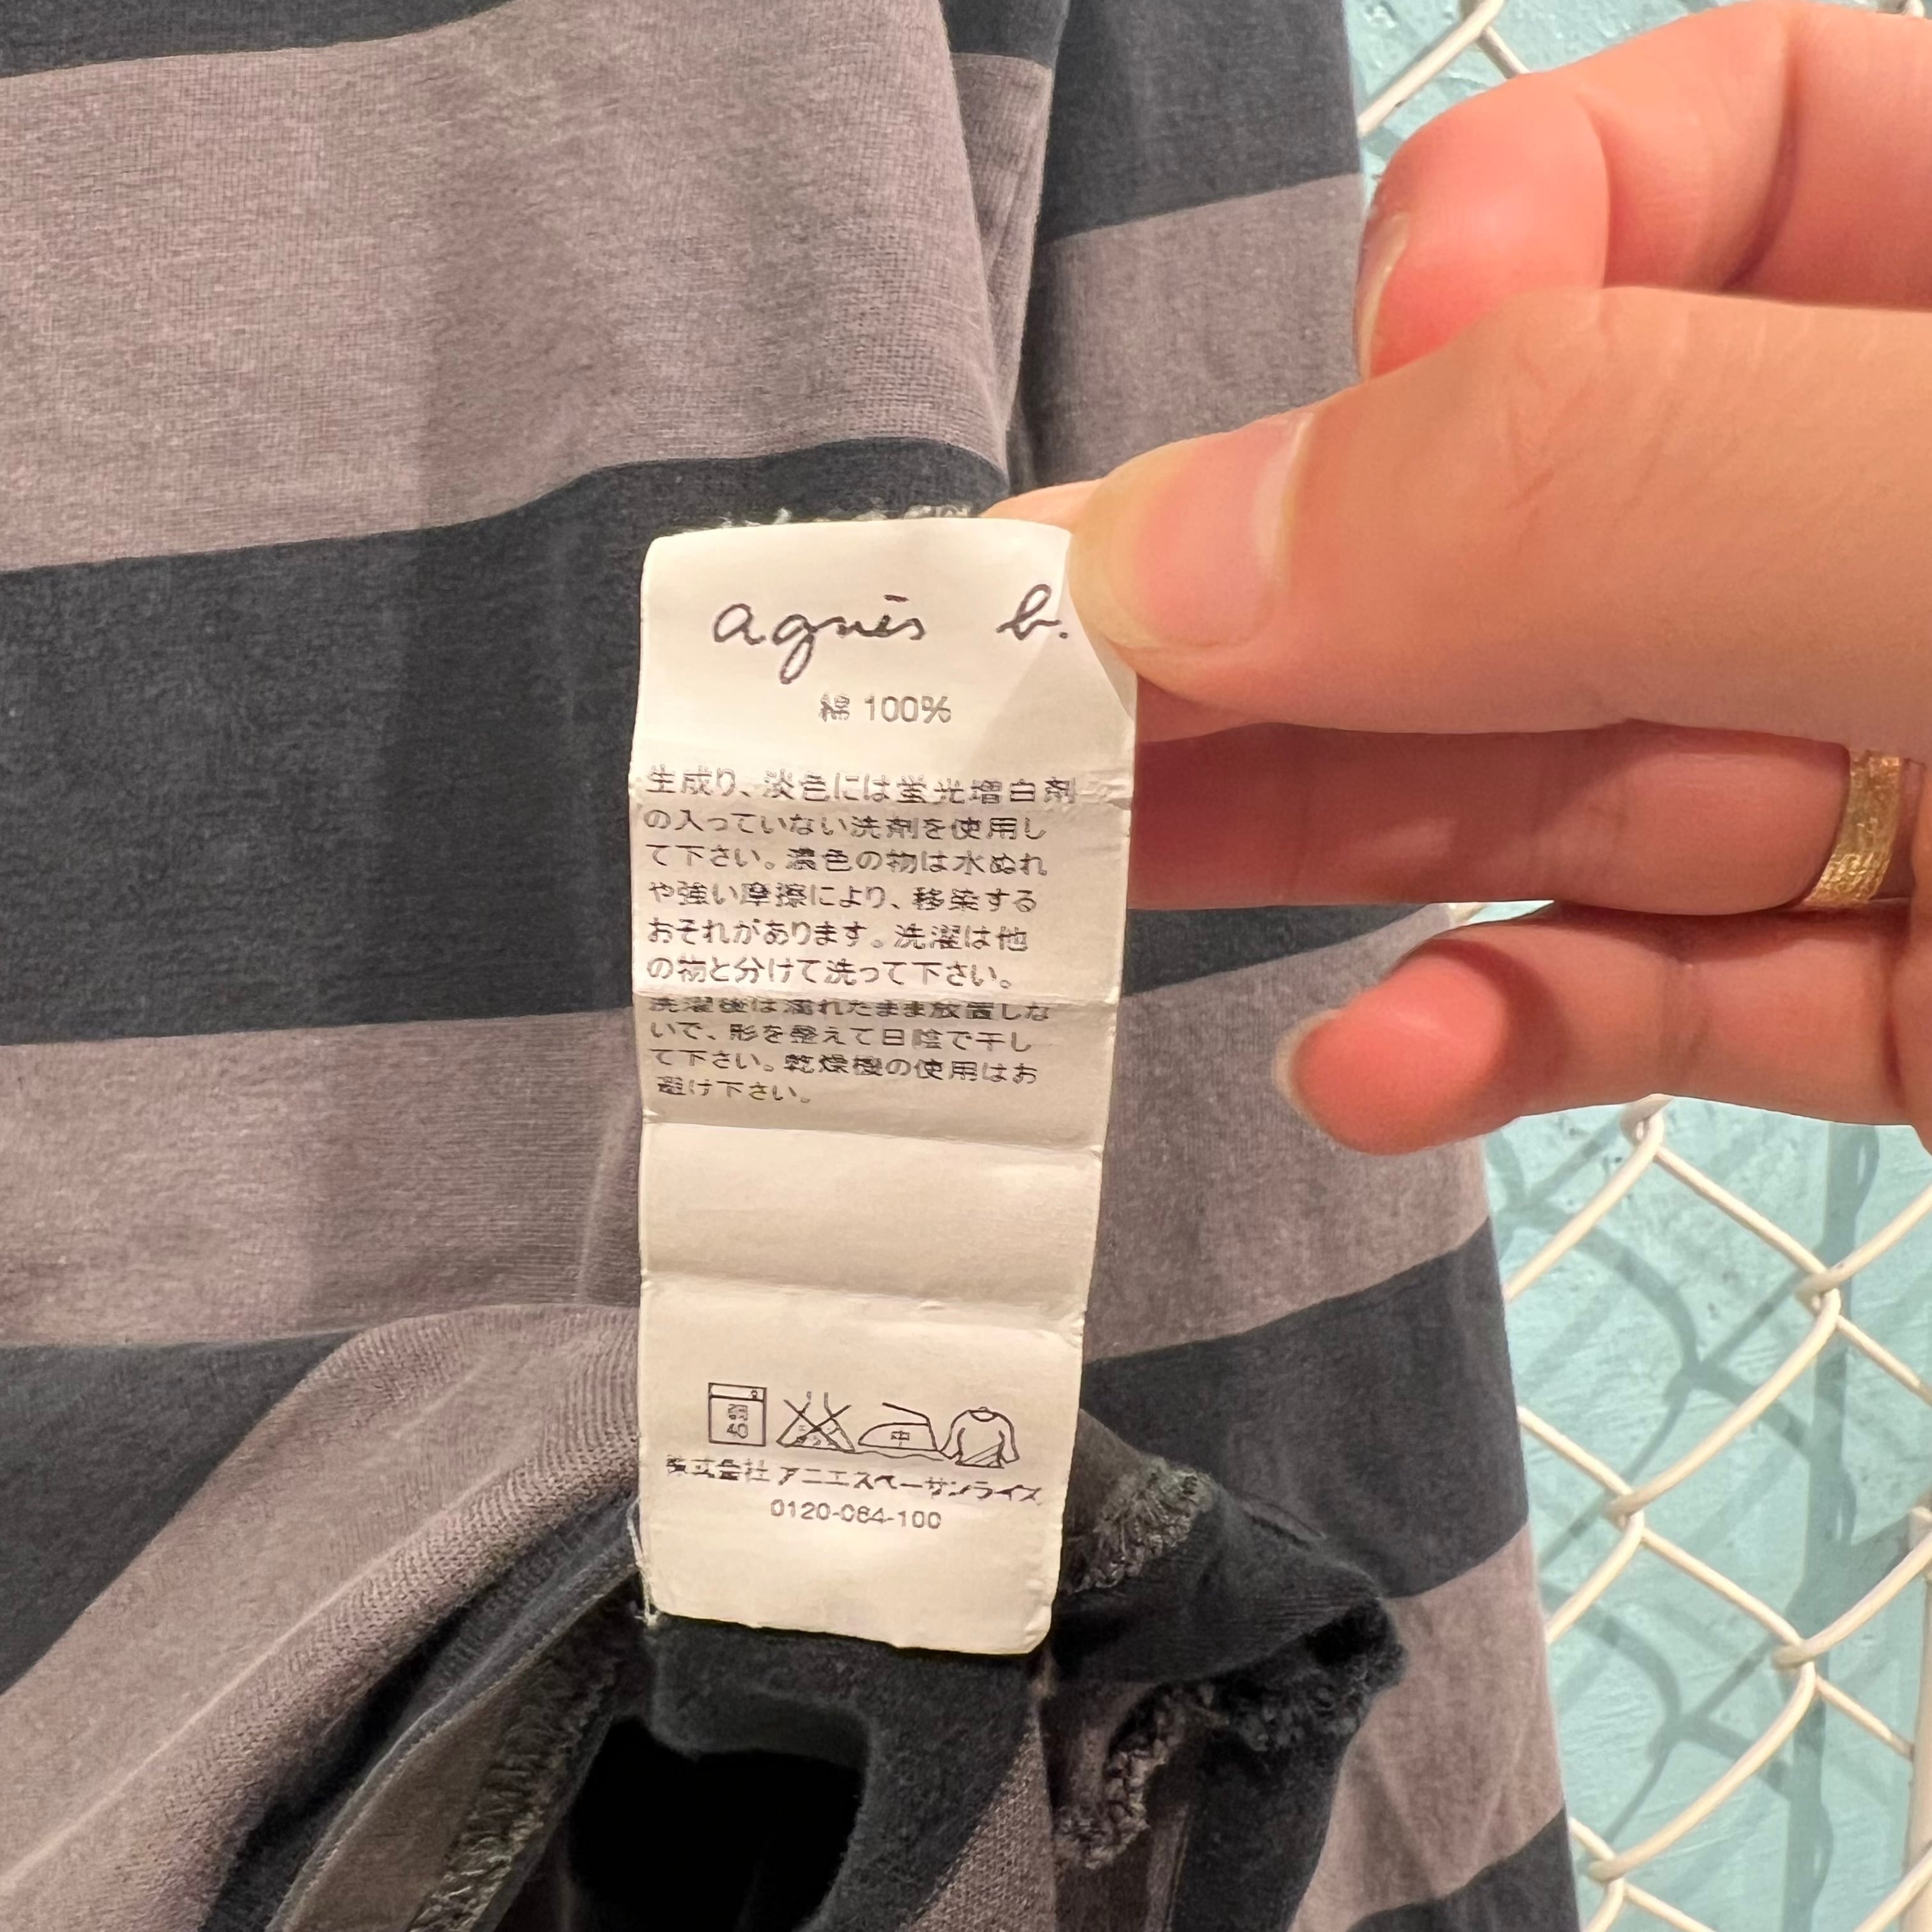 agnès b.
綿 100%
生成り、淡色には蛍光増白剤
の入っていない洗剤を使用し
て下さい。濃色の物は水ぬれ
や強い摩擦により、移染する
おそれがあります。洗濯は他
の物と分けて洗って下さい。
洗濯後は濡れたまま放置しな
いで、形を整えて日陰で干し
て下さい。乾燥機の使用はお
避け下さい。
40 中
株式会社 アニエスベーサンライズ
0120-064-100